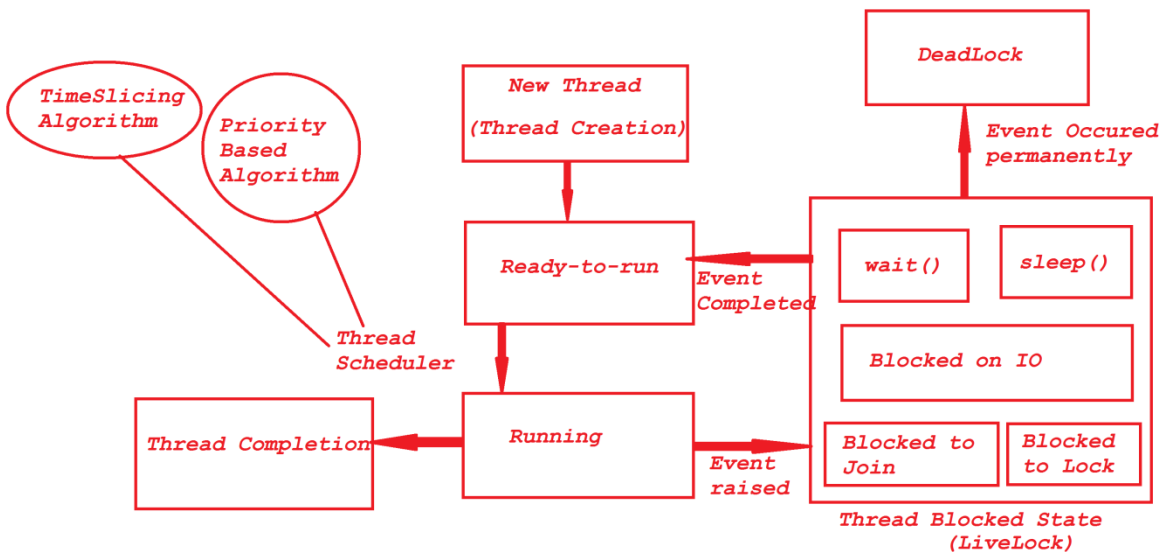 TimeSlicing
Algorithm
Priority
Based
Algorithm
New Thread
(Thread Creation)
DeadLock
Event Occured
permanently
Ready-to-run
Event
Completed
wait()
sleep()
Thread
Scheduler
Blocked on IO
Thread Completion
Running
Event
raised
Blocked to
Join
Blocked
to Lock
Thread Blocked State
(LiveLock)